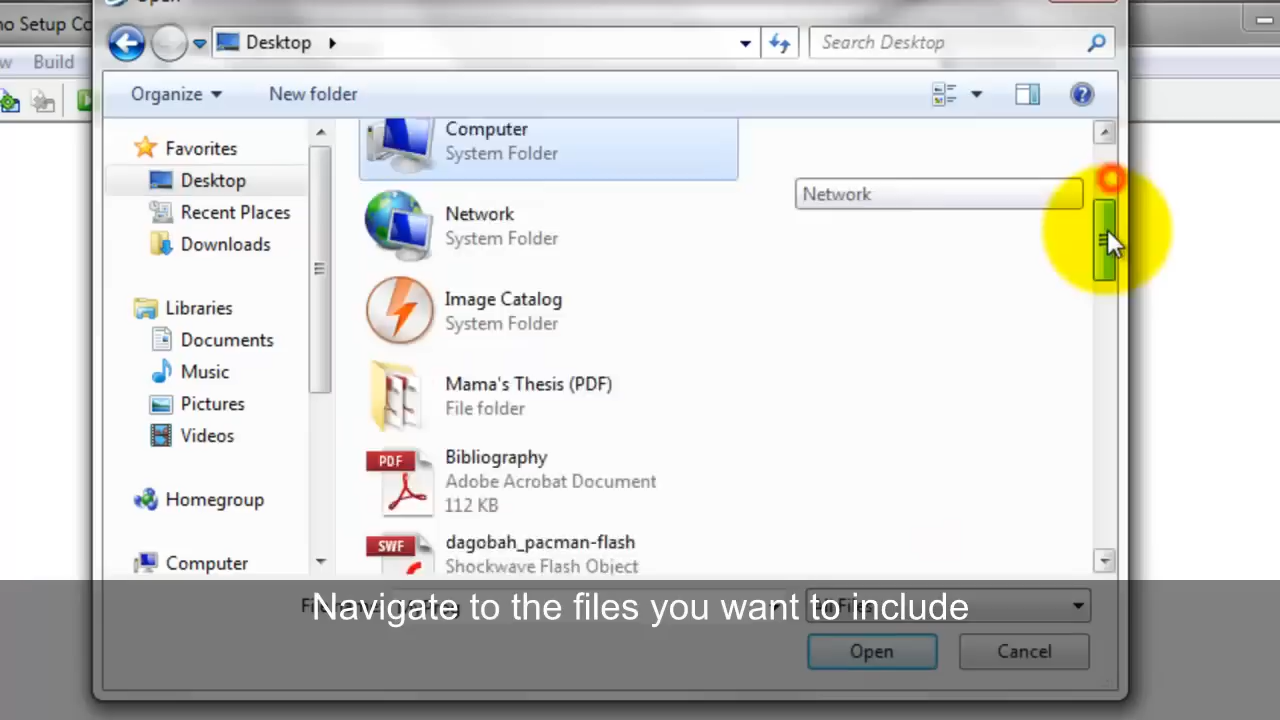 Open
no Setup Co
Desktop
Search Desktop
w Build
Organize
New folder
Favorites
Desktop
Recent Places
Downloads
Libraries
Documents
Music
Pictures
Videos
Homegroup
Computer
Computer
System Folder
Network
System Folder
Network
Image Catalog
System Folder
Mama's Thesis (PDF)
File folder
PDF
Bibliography
Adobe Acrobat Document
112 KB
SWF
dagobah_pacman-flash
Shockwave Flash Object
Navigate to the files you want to include
Open
Cancel